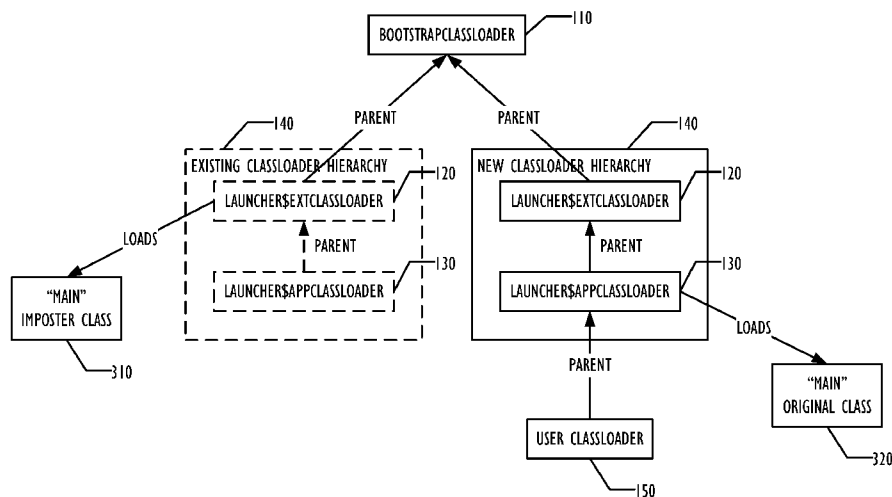 BOOTSTRAPCLASSLOADER
110
PARENT
PARENT
140
140
EXISTING CLASSLOADER HIERARCHY
NEW CLASSLOADER HIERARCHY
120
120
LAUNCHER$EXTCLASSLOADER
LAUNCHER$EXTCLASSLOADER
LOADS
PARENT
PARENT
130
130
LAUNCHER$APPCLASSLOADER
LAUNCHER$APPCLASSLOADER
"MAIN"
IMPOSTER CLASS
LOADS
310
PARENT
"MAIN"
ORIGINAL CLASS
USER CLASSLOADER
320
150